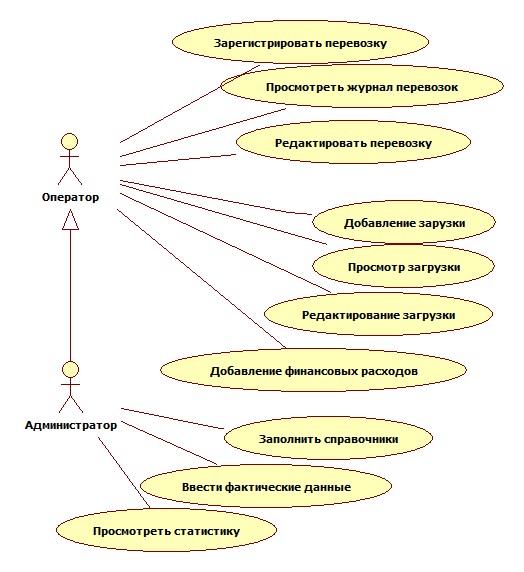 Зарегистрировать перевозку
Просмотреть журнал перевозок
Редактировать перевозку
Оператор
Добавление зарузки
Просмотр загрузки
Редактирование загрузки
Добавление финансовых расходов
Администратор
Заполнить справочники
Ввести фактические данные
Просмотреть статистику